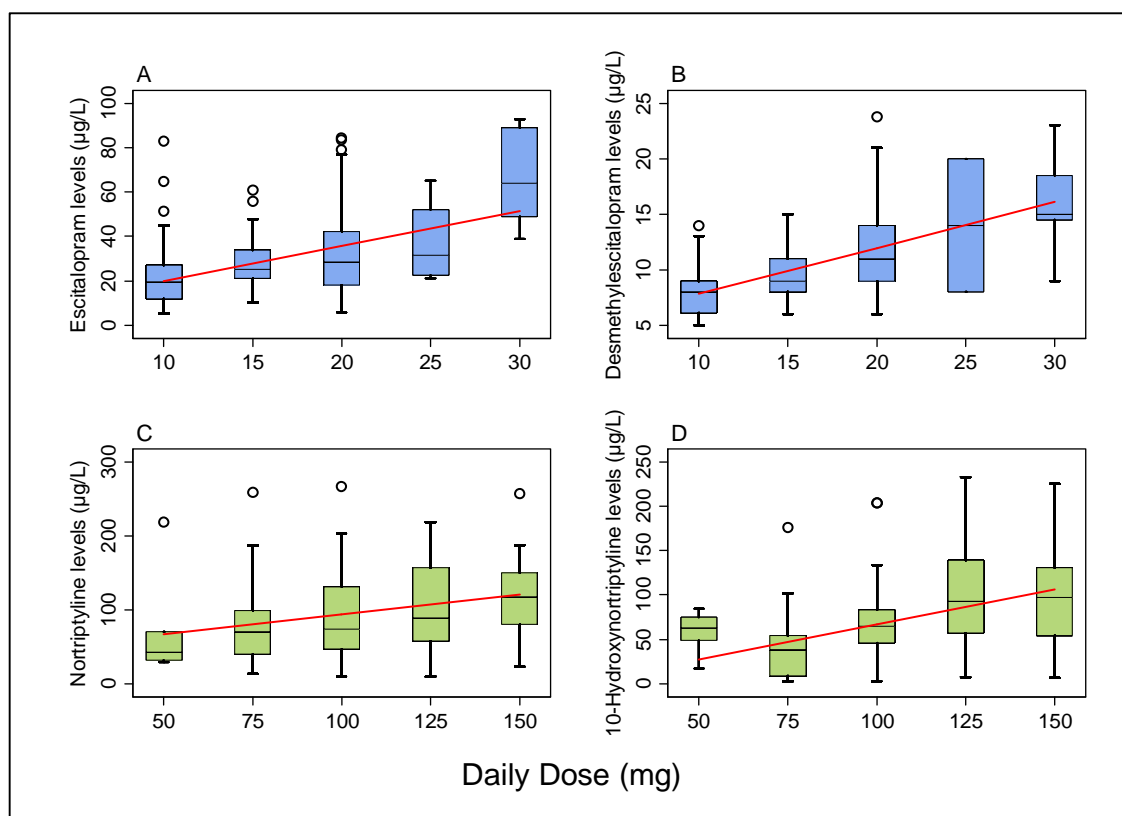 A
Escitalopram levels (µg/L)
0 20 40 60 80 100
10 15 20 25 30
B
Desmethylescitalopram levels (µg/L)
5 10 15 20 25
10 15 20 25 30
C
Nortriptyline levels (µg/L)
0 100 200 300
50 75 100 125 150
D
10-Hydroxynortriptyline levels (µg/L)
0 50 100 150 200 250
50 75 100 125 150
Daily Dose (mg)